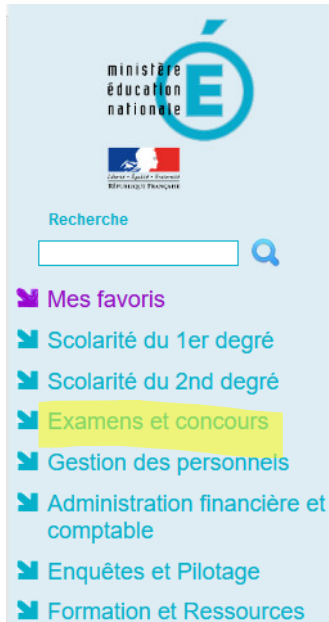 ministère
éducation
nationale
É
Liberté • Égalité • Fraternité
RÉPUBLIQUE FRANÇAISE
Recherche
Mes favoris
Scolarité du 1er degré
Scolarité du 2nd degré
Examens et concours
Gestion des personnels
Administration financière et
comptable
Enquêtes et Pilotage
Formation et Ressources